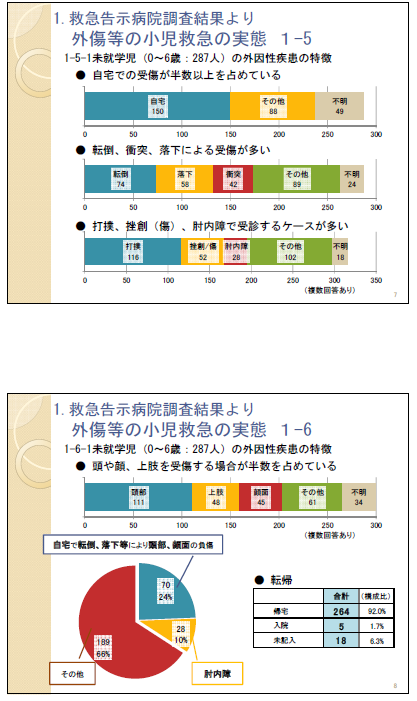 1. 救急告示病院調査結果より
外傷等の小児救急の実態 1-5
1-5-1未就学児（0～6歳：287人）の外因性疾患の特徴
● 自宅での受傷が半数以上を占めている
自宅 その他 不明
150 88 49
0 50 100 150 200 250 300
● 転倒、衝突、落下による受傷が多い
転倒 落下 衝突 その他 不明
74 58 42 89 24
0 50 100 150 200 250 300
● 打撲、挫創（傷）、肘内障で受診するケースが多い
打撲 挫創/傷 肘内障 その他 不明
116 52 28 102 18
0 50 100 150 200 250 300 350
（複数回答あり）
7
1. 救急告示病院調査結果より
外傷等の小児救急の実態 1-6
1-6-1未就学児（0～6歳：287人）の外因性疾患の特徴
● 頭や顔、上肢を受傷する場合が半数を占めている
頭部 上肢 顔面 その他 不明
111 48 45 61 34
0 50 100 150 200 250 300
（複数回答あり）
自宅で転倒、落下等により頭部、顔面の負傷
70
24%
28
10%
189
66%
その他
肘内障
● 転帰
合計 （構成比）
帰宅 264 92.0%
入院 5 1.7%
未記入 18 6.3%
8